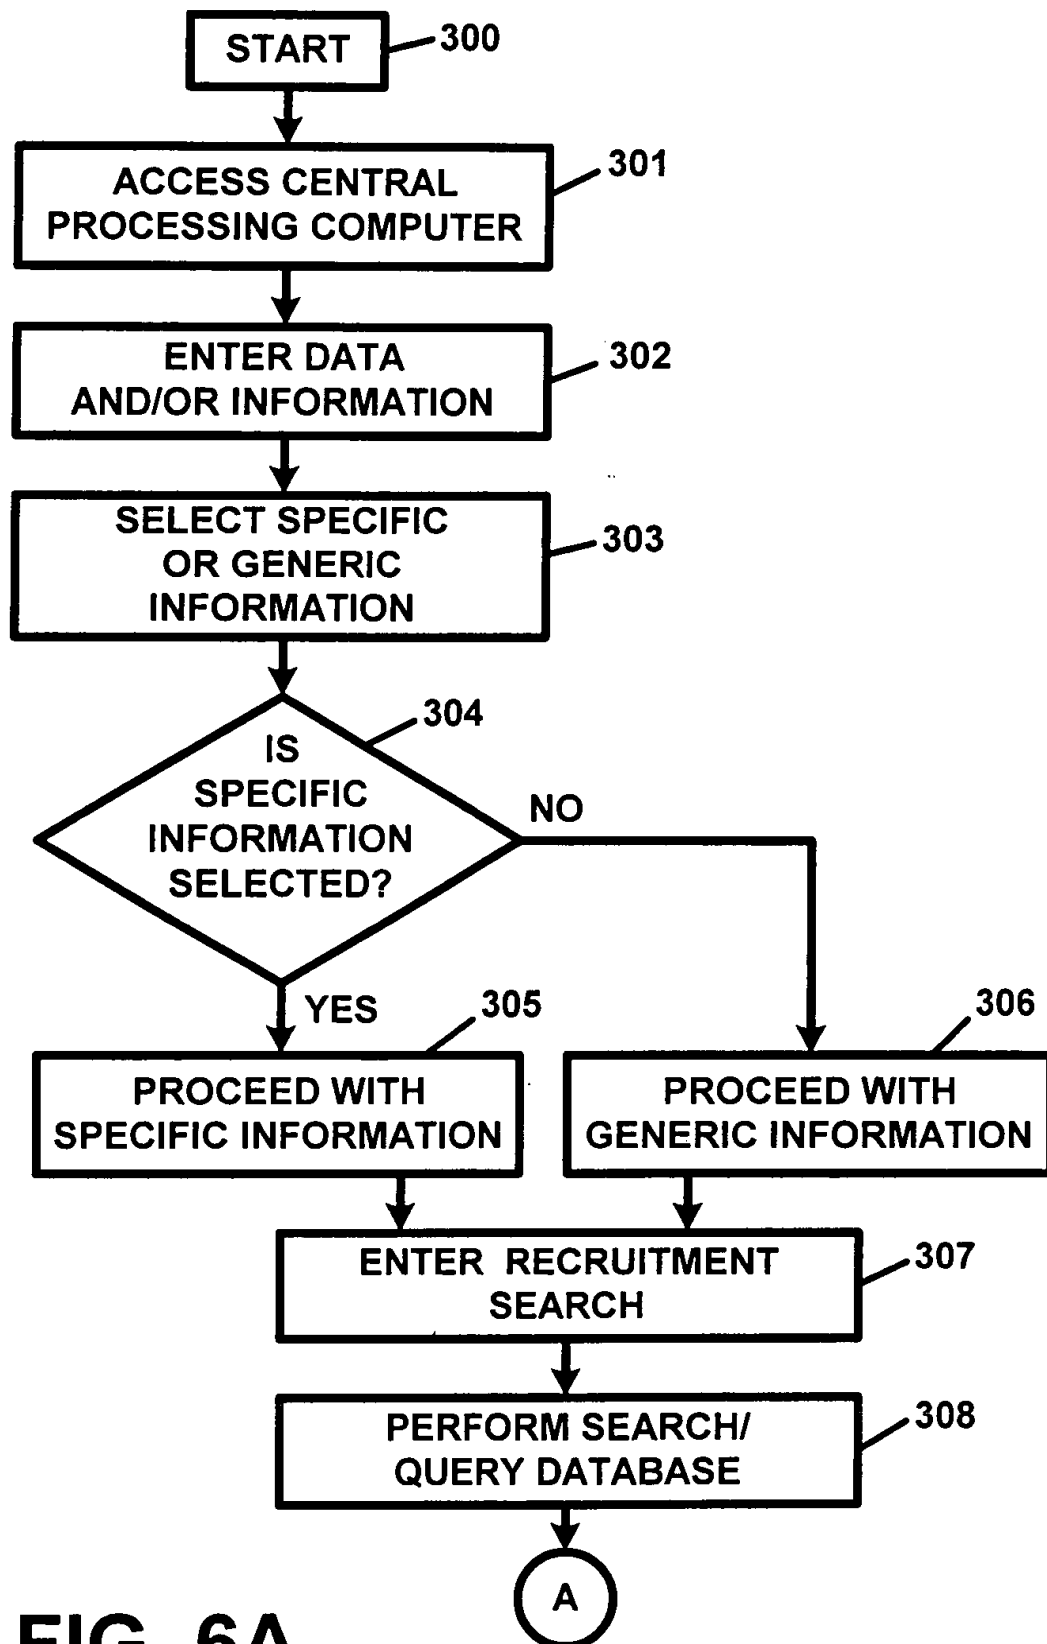 START
300
ACCESS CENTRAL
PROCESSING COMPUTER
301
ENTER DATA
AND/OR INFORMATION
302
SELECT SPECIFIC
OR GENERIC
INFORMATION
303
IS
SPECIFIC
INFORMATION
SELECTED?
304
NO
YES
305
306
PROCEED WITH
SPECIFIC INFORMATION
PROCEED WITH
GENERIC INFORMATION
ENTER RECRUITMENT
SEARCH
307
PERFORM SEARCH/
QUERY DATABASE
308
A
FIG. 6A